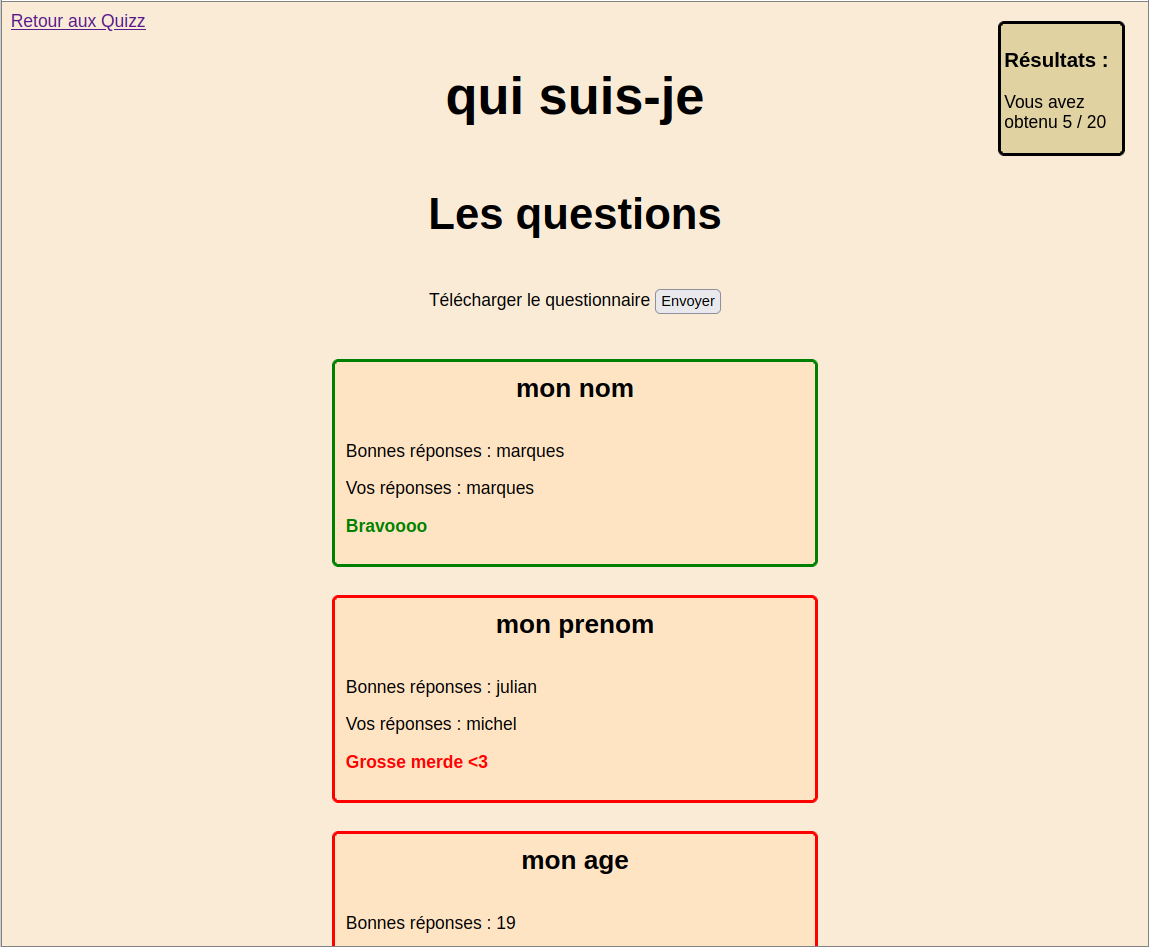 Retour aux Quizz
Résultats :
Vous avez
obtenu 5 / 20
qui suis-je
Les questions
Télécharger le questionnaire Envoyer
mon nom
Bonnes réponses : marques
Vos réponses : marques
Bravoooo
mon prenom
Bonnes réponses : julian
Vos réponses : michel
Grosse merde <3
mon age
Bonnes réponses : 19